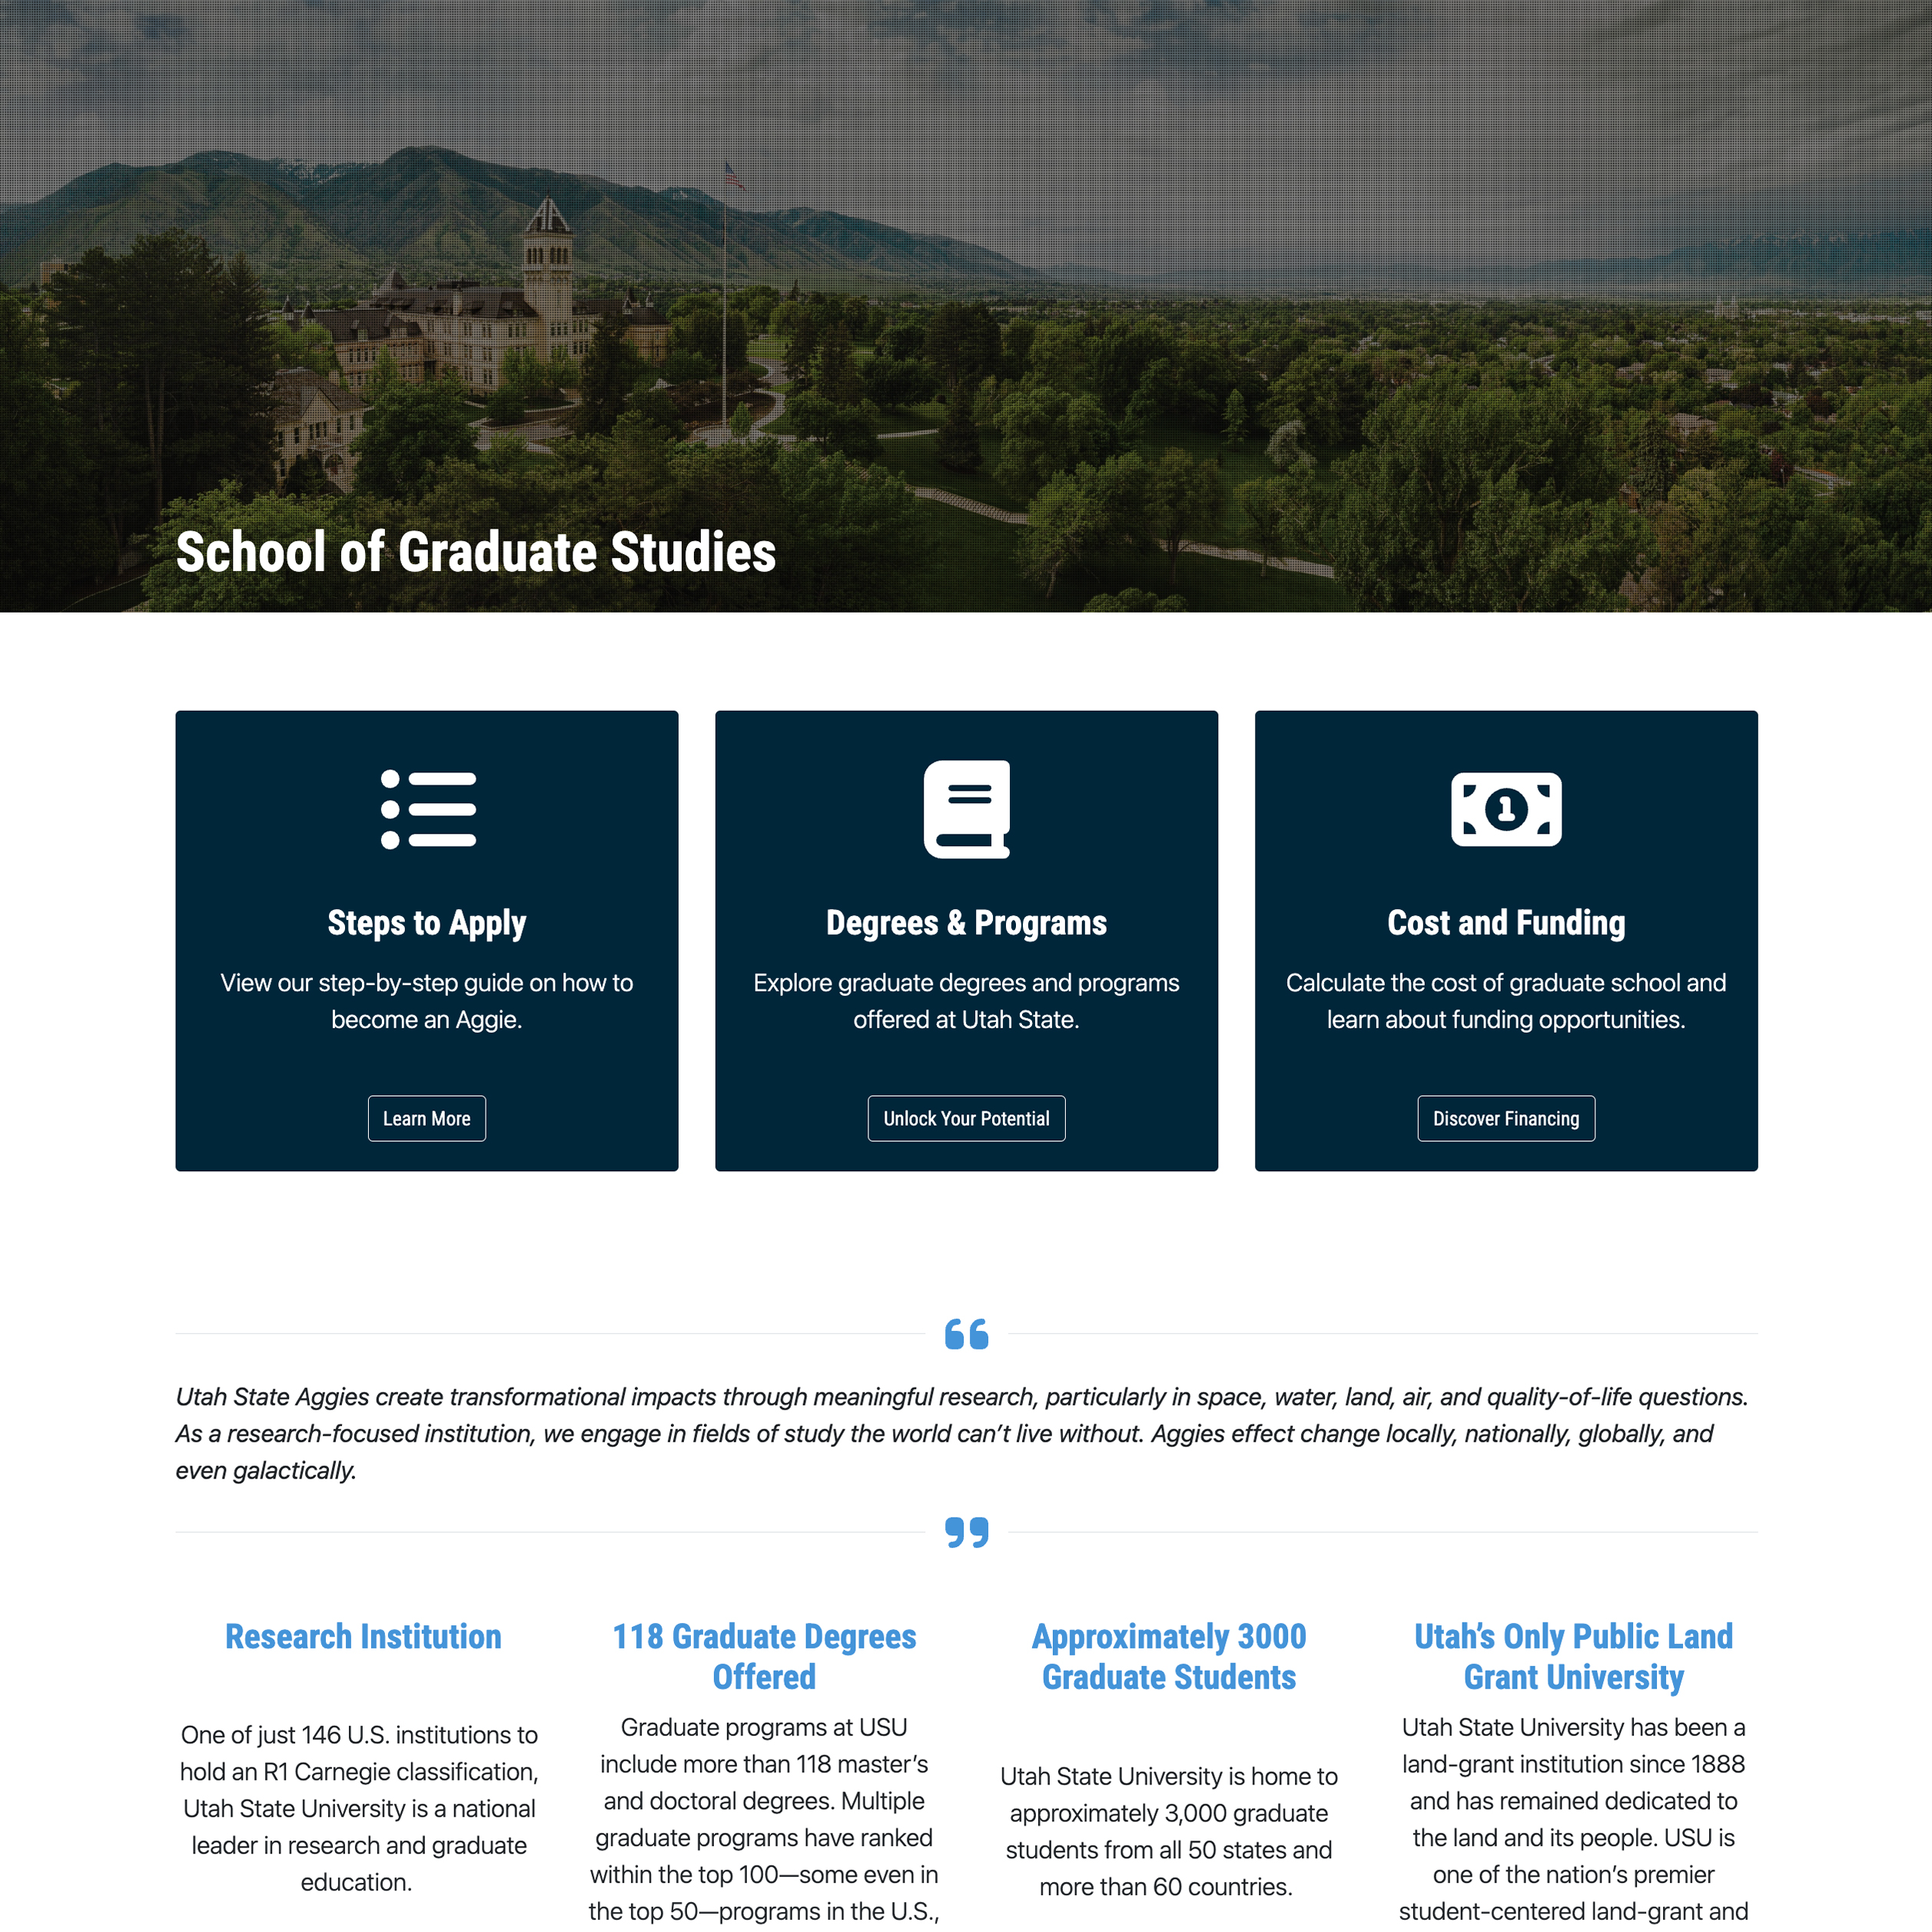 School of Graduate Studies
Steps to Apply
View our step-by-step guide on how to
become an Aggie.
Learn More
Degrees & Programs
Explore graduate degrees and programs
offered at Utah State.
Unlock Your Potential
1
Cost and Funding
Calculate the cost of graduate school and
learn about funding opportunities.
Discover Financing
“
Utah State Aggies create transformational impacts through meaningful research, particularly in space, water, land, air, and quality-of-life questions.
As a research-focused institution, we engage in fields of study the world can’t live without. Aggies effect change locally, nationally, globally, and
even galactically.
”
Research Institution
One of just 146 U.S. institutions to
hold an R1 Carnegie classification,
Utah State University is a national
leader in research and graduate
education.
118 Graduate Degrees
Offered
Graduate programs at USU
include more than 118 master’s
and doctoral degrees. Multiple
graduate programs have ranked
within the top 100—some even in
the top 50—programs in the U.S.,
Approximately 3000
Graduate Students
Utah State University is home to
approximately 3,000 graduate
students from all 50 states and
more than 60 countries.
Utah’s Only Public Land
Grant University
Utah State University has been a
land-grant institution since 1888
and has remained dedicated to
the land and its people. USU is
one of the nation’s premier
student-centered land-grant and